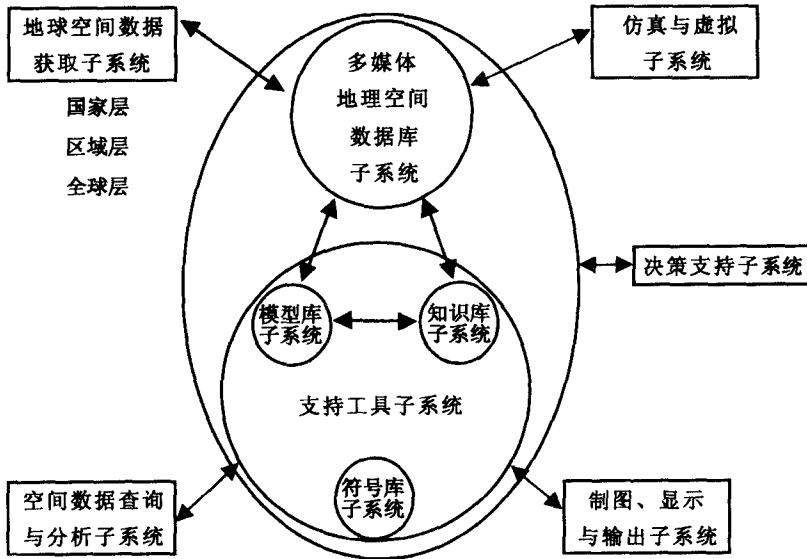 地球空间数据
获取子系统
国家层
区域层
全球层
多媒体
地理空间
数据库
子系统
仿真与虚拟
子系统
决策支持子系统
模型库
子系统
知识库
子系统
支持工具子系统
符号库
子系统
空间数据查询
与分析子系统
制图、显示
与输出子系统